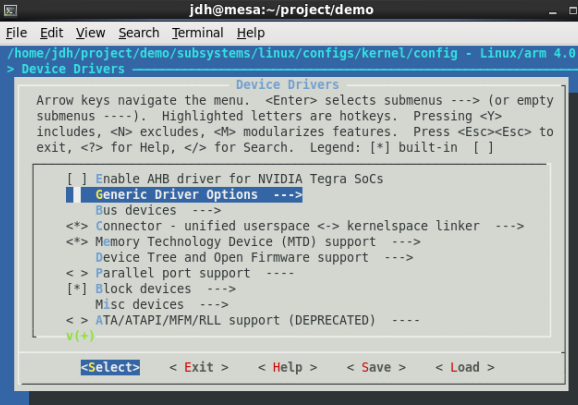 jdh@mesa:~/project/demo
File Edit View Search Terminal Help
/home/jdh/project/demo/subsystems/linux/configs/kernel/config - Linux/arm 4.0
> Device Drivers
Device Drivers
Arrow keys navigate the menu. <Enter> selects submenus ---> (or empty
submenus ----). Highlighted letters are hotkeys. Pressing <Y>
includes, <N> excludes, <M> modularizes features. Press <Esc><Esc> to
exit, <?> for Help, </> for Search. Legend: [*] built-in [ ]
[ ] Enable AHB driver for NVIDIA Tegra SoCs
Generic Driver Options --->
Bus devices --->
<*> Connector - unified userspace <-> kernelspace linker --->
<*> Memory Technology Device (MTD) support --->
Device Tree and Open Firmware support --->
< > Parallel port support ----
[*] Block devices --->
Misc devices --->
< > ATA/ATAPI/MFM/RLL support (DEPRECATED) ----
v(+)
<Select> < Exit > < Help > < Save > < Load >